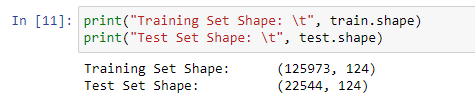 In [11]: print("Training Set Shape: \t", train.shape)
print("Test Set Shape: \t", test.shape)
Training Set Shape: (125973, 124)
Test Set Shape: (22544, 124)